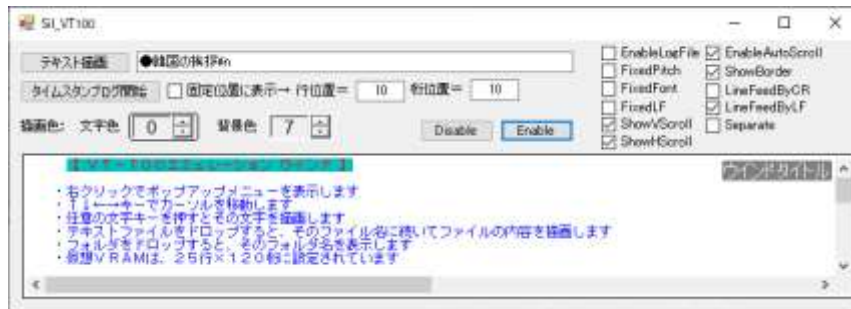 Sil_VT100
テキスト描画 ●韓国の挨拶¥n
タイムスタンプログ開始 固定位置に表示→ 行位置＝ 10 桁位置＝ 10
描画色: 文字色 0 背景色 7 Disable Enable
EnableLogFile EnableAutoScroll
FixedPitch ShowBorder
FixedFont LineFeedByCR
FixedLF LineFeedByLF
ShowVScroll Separate
ShowHScroll
【ＶＴ－１００エミュレーション ウインド】
ウインドタイトル
・右クリックでポップアップメニューを表示します
・↑↓←→キーでカーソルを移動します
・任意の文字キーを押すとその文字を描画します
・テキストファイルをドロップすると、そのファイル名に続いてファイルの内容を描画します
・フォルダをドロップすると、そのフォルダ名を表示します
・仮想ＶＲＡＭは、２５行×１２０桁に設定されています